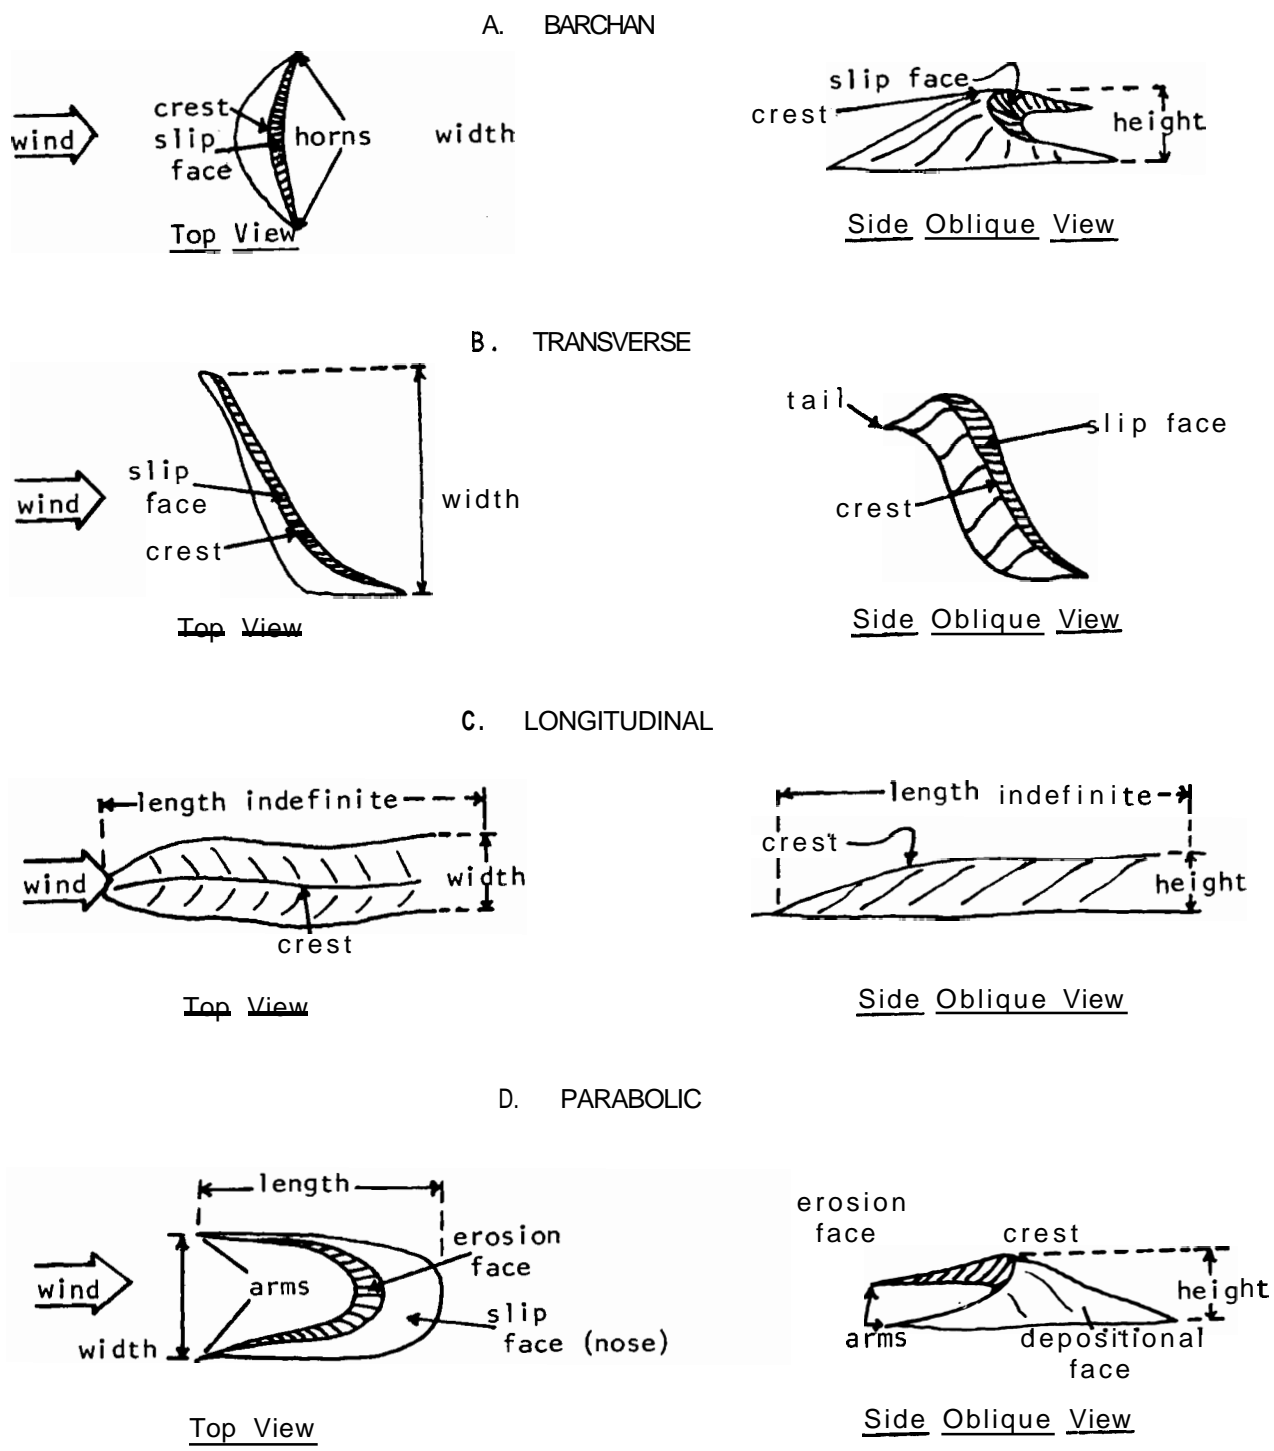 A. BARCHAN
wind
crest
slip
face
horns
width
Top View
slip face
crest
height
Side Oblique View
B. TRANSVERSE
wind
slip
face
crest
width
Top View
tail
slip face
crest
Side Oblique View
C. LONGITUDINAL
length indefinite
wind
width
crest
Top View
length indefinite
crest
height
Side Oblique View
D. PARABOLIC
length
wind
arms
width
erosion
face
slip
face (nose)
Top View
erosion
face
crest
height
arms
depositional
face
Side Oblique View